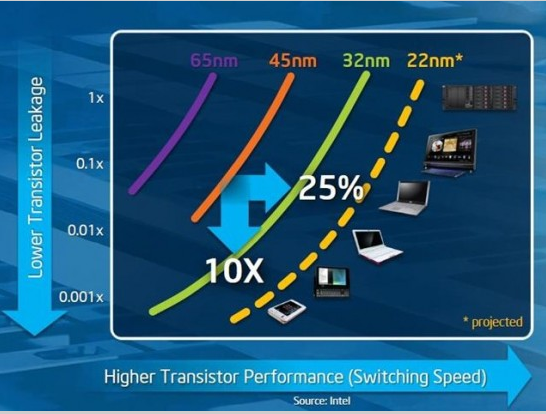 65nm 45nm 32nm 22nm*
Lower Transistor Leakage
1x
0.1x
0.01x
0.001x
25%
10X
* projected
Higher Transistor Performance (Switching Speed)
Source: Intel